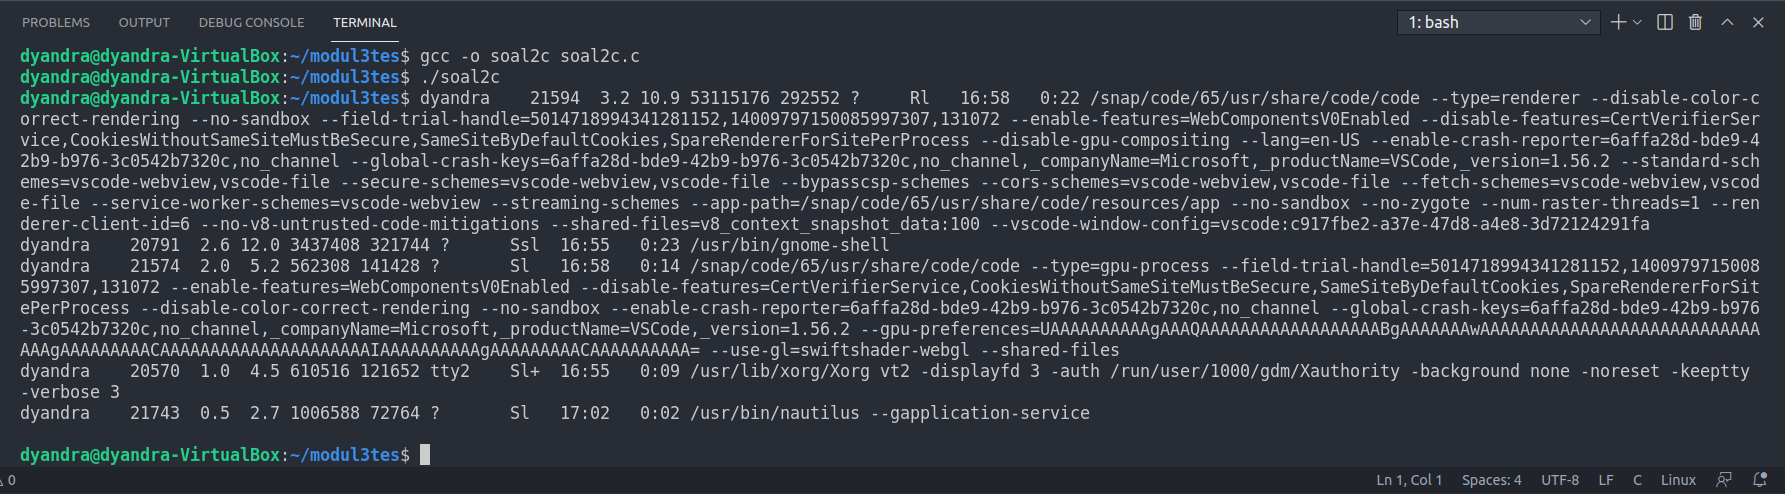 PROBLEMS OUTPUT DEBUG CONSOLE TERMINAL 1: bash
dyandra@dyandra-VirtualBox:~/modul3tes$ gcc -o soal2c soal2c.c
dyandra@dyandra-VirtualBox:~/modul3tes$ ./soal2c
dyandra@dyandra-VirtualBox:~/modul3tes$ dyandra    21594  3.2 10.9 53115176 292552 ?     Rl   16:58   0:22 /snap/code/65/usr/share/code/code --type=renderer --disable-color-c
orrect-rendering --no-sandbox --field-trial-handle=5014718994341281152,14009797150085997307,131072 --enable-features=WebComponentsV0Enabled --disable-features=CertVerifierSer
vice,CookiesWithoutSameSiteMustBeSecure,SameSiteByDefaultCookies,SpareRendererForSitePerProcess --disable-gpu-compositing --lang=en-US --enable-crash-reporter=6affa28d-bde9-4
2b9-b976-3c0542b7320c,no_channel --global-crash-keys=6affa28d-bde9-42b9-b976-3c0542b7320c,no_channel,_companyName=Microsoft,_productName=VSCode,_version=1.56.2 --standard-sch
emes=vscode-webview,vscode-file --secure-schemes=vscode-webview,vscode-file --bypasscsp-schemes --cors-schemes=vscode-webview,vscode-file --fetch-schemes=vscode-webview,vscod
e-file --service-worker-schemes=vscode-webview --streaming-schemes --app-path=/snap/code/65/usr/share/code/resources/app --no-sandbox --no-zygote --num-raster-threads=1 --ren
derer-client-id=6 --no-v8-untrusted-code-mitigations --shared-files=v8_context_snapshot_data:100 --vscode-window-config=vscode:c917fbe2-a37e-47d8-a4e8-3d72124291fa
dyandra    20791  2.6 12.0 3437408 321744 ?      Ssl  16:55   0:23 /usr/bin/gnome-shell
dyandra    21574  2.0  5.2 562308 141428 ?       Sl   16:58   0:14 /snap/code/65/usr/share/code/code --type=gpu-process --field-trial-handle=5014718994341281152,1400979715008
5997307,131072 --enable-features=WebComponentsV0Enabled --disable-features=CertVerifierService,CookiesWithoutSameSiteMustBeSecure,SameSiteByDefaultCookies,SpareRendererForSit
ePerProcess --disable-color-correct-rendering --no-sandbox --enable-crash-reporter=6affa28d-bde9-42b9-b976-3c0542b7320c,no_channel --global-crash-keys=6affa28d-bde9-42b9-b976
-3c0542b7320c,no_channel,_companyName=Microsoft,_productName=VSCode,_version=1.56.2 --gpu-preferences=UAAAAAAAAAAgAAAQAAAAAAAAAAAAAAAAAABgAAAAAAAwAAAAAAAAAAAAAAAAAAAAAAAAAAAA
AAAgAAAAAAAAACAAAAAAAAAAAAAAAAAAAAAIAAAAAAAAAAgAAAAAAAAACAAAAAAAAAA= --use-gl=swiftshader-webgl --shared-files
dyandra    20570  1.0  4.5 610516 121652 tty2    Sl+  16:55   0:09 /usr/lib/xorg/Xorg vt2 -displayfd 3 -auth /run/user/1000/gdm/Xauthority -background none -noreset -keeptty
-verbose 3
dyandra    21743  0.5  2.7 1006588 72764 ?       Sl   17:02   0:02 /usr/bin/nautilus --gapplication-service
dyandra@dyandra-VirtualBox:~/modul3tes$
0 Ln 1, Col 1 Spaces: 4 UTF-8 LF C Linux